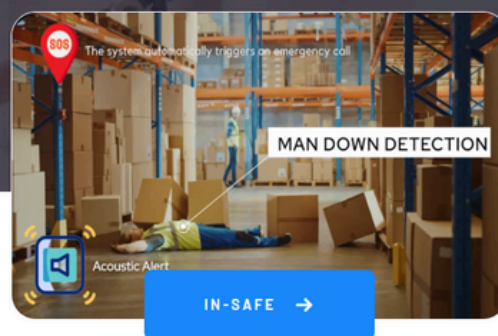 SOS
The system automatically triggers an emergency call
MAN DOWN DETECTION
Acoustic Alert
IN-SAFE